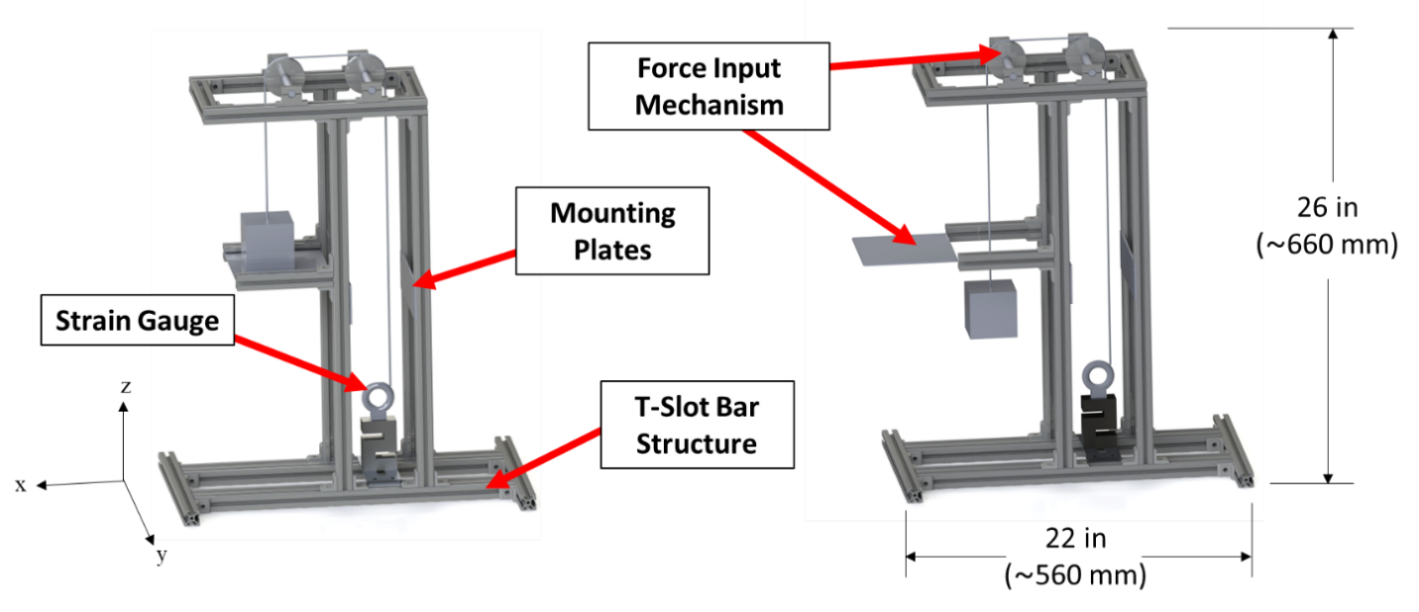 Force Input
Mechanism
Mounting
Plates
Strain Gauge
T-Slot Bar
Structure
z
x
y
26 in
(~660 mm)
22 in
(~560 mm)